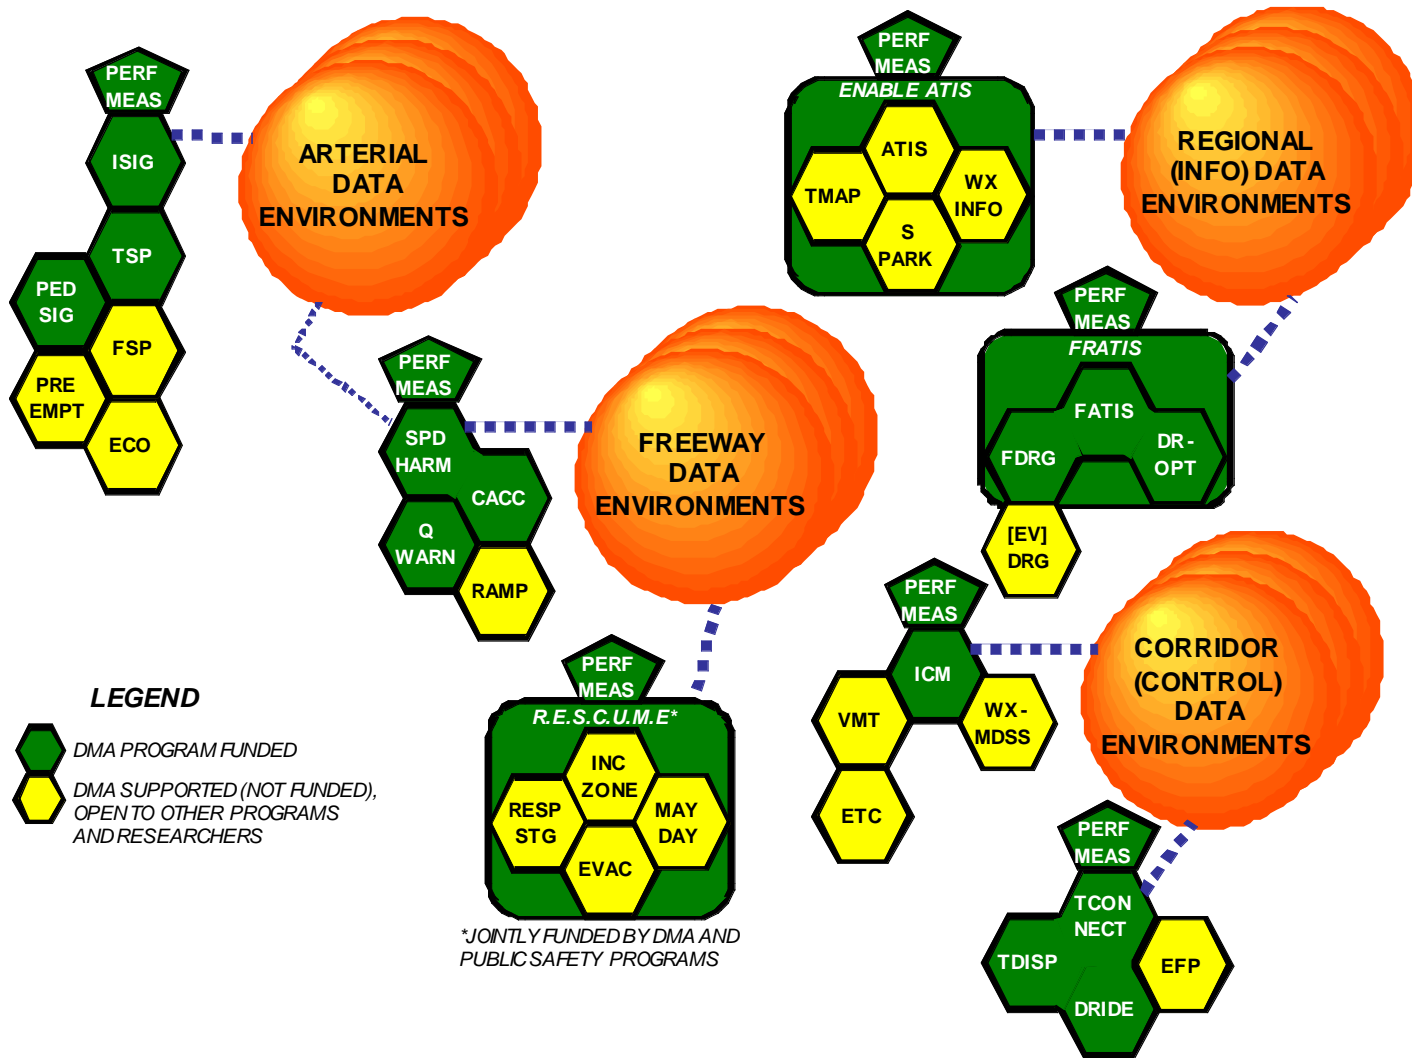 PERF
MEAS
ISIG
TSP
PED
SIG
FSP
PRE
EMPT
ECO
ARTERIAL
DATA
ENVIRONMENTS
PERF
MEAS
SPD
HARM
CACC
Q
WARN
RAMP
FREEWAY
DATA
ENVIRONMENTS
PERF
MEAS
R.E.S.C.U.M.E*
INC
ZONE
RESP
STG
MAY
DAY
EVAC
*JOINTLY FUNDED BY DMA AND
PUBLIC SAFETY PROGRAMS
PERF
MEAS
ENABLE ATIS
ATIS
TMAP
WX
INFO
S
PARK
REGIONAL
(INFO) DATA
ENVIRONMENTS
PERF
MEAS
FRATIS
FATIS
FDRG
DR-
OPT
[EV]
DRG
PERF
MEAS
ICM
VMT
WX-
MDSS
ETC
CORRIDOR
(CONTROL)
DATA
ENVIRONMENTS
PERF
MEAS
TCON
NECT
TDISP
EFP
DRIDE
LEGEND
DMA PROGRAM FUNDED
DMA SUPPORTED (NOT FUNDED),
OPEN TO OTHER PROGRAMS
AND RESEARCHERS